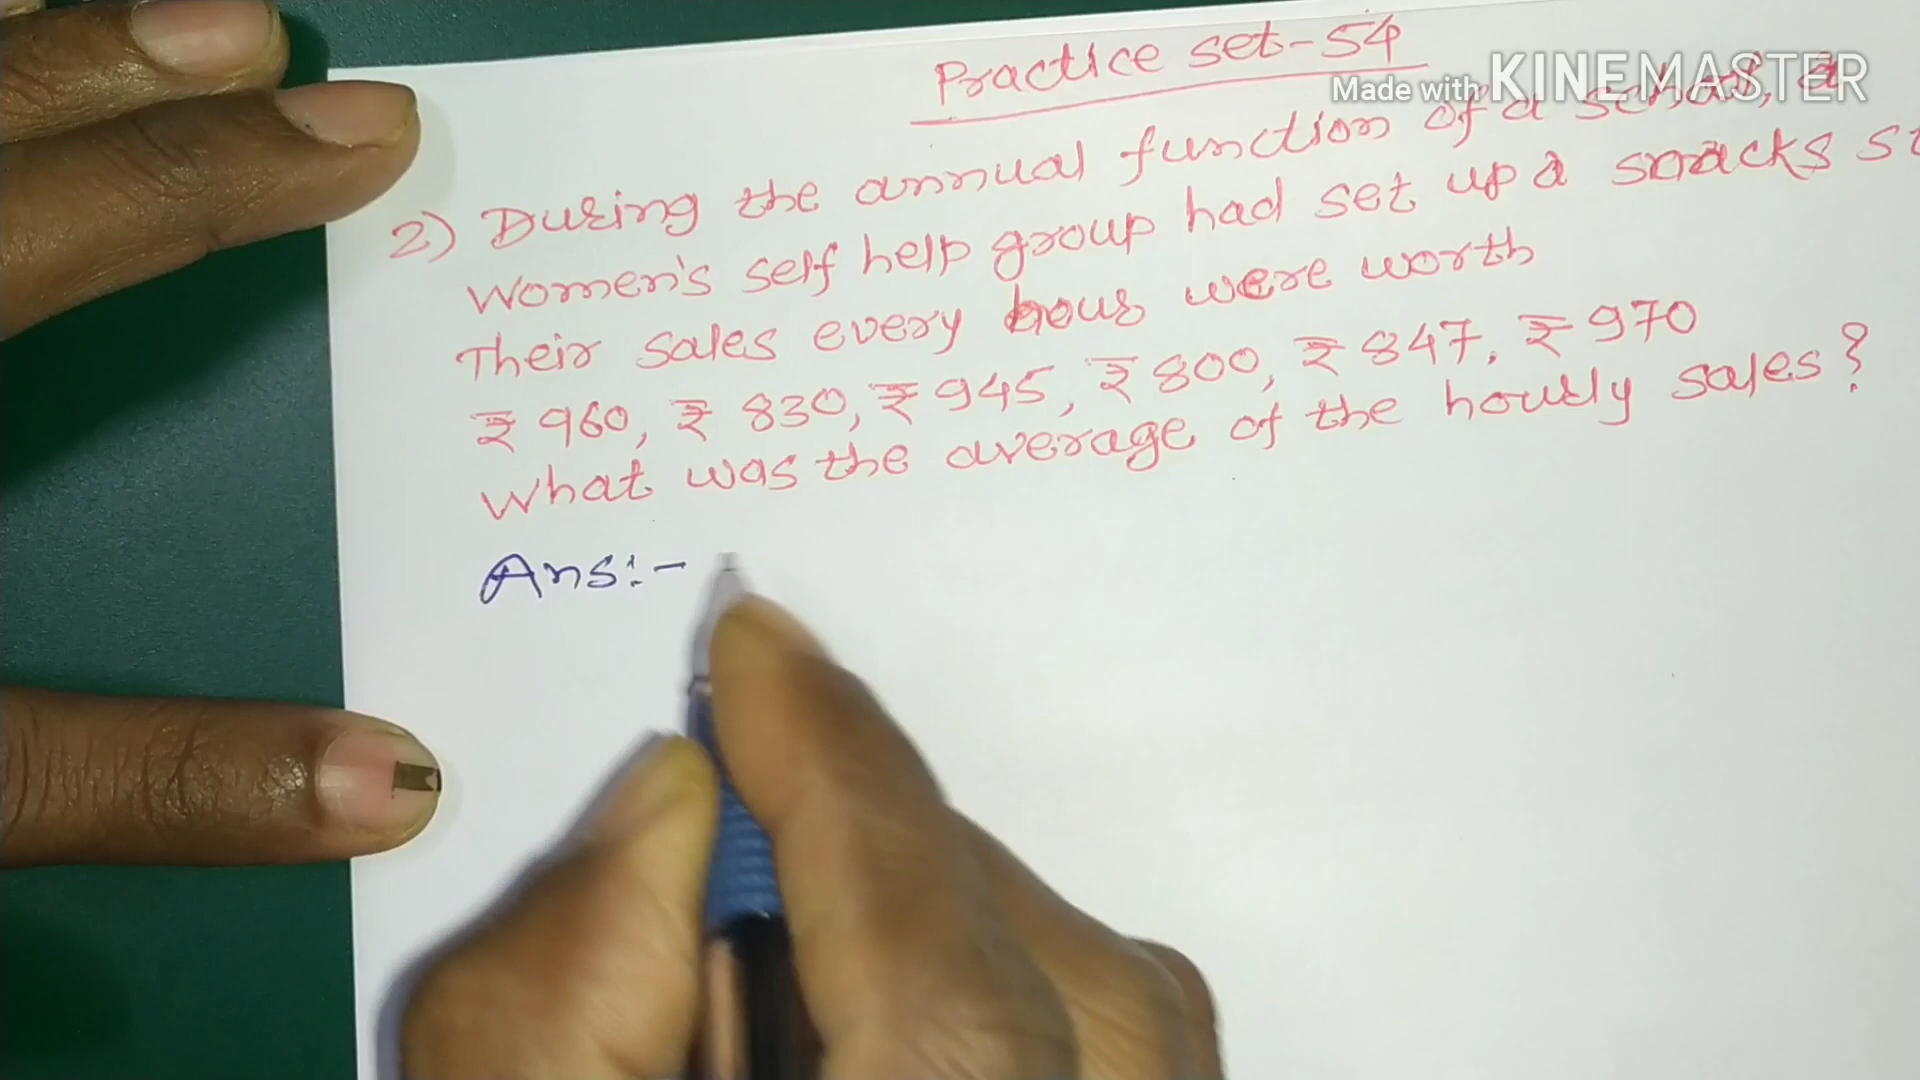 Practice set-54
Made with KINEMASTER
2) During the annual function of a school, a
women's self help group had set up a snacks st
Their sales every hour were worth
₹ 960, ₹ 830, ₹ 945, ₹ 800, ₹ 847, ₹ 970
What was the average of the hourly sales?
Ans:-